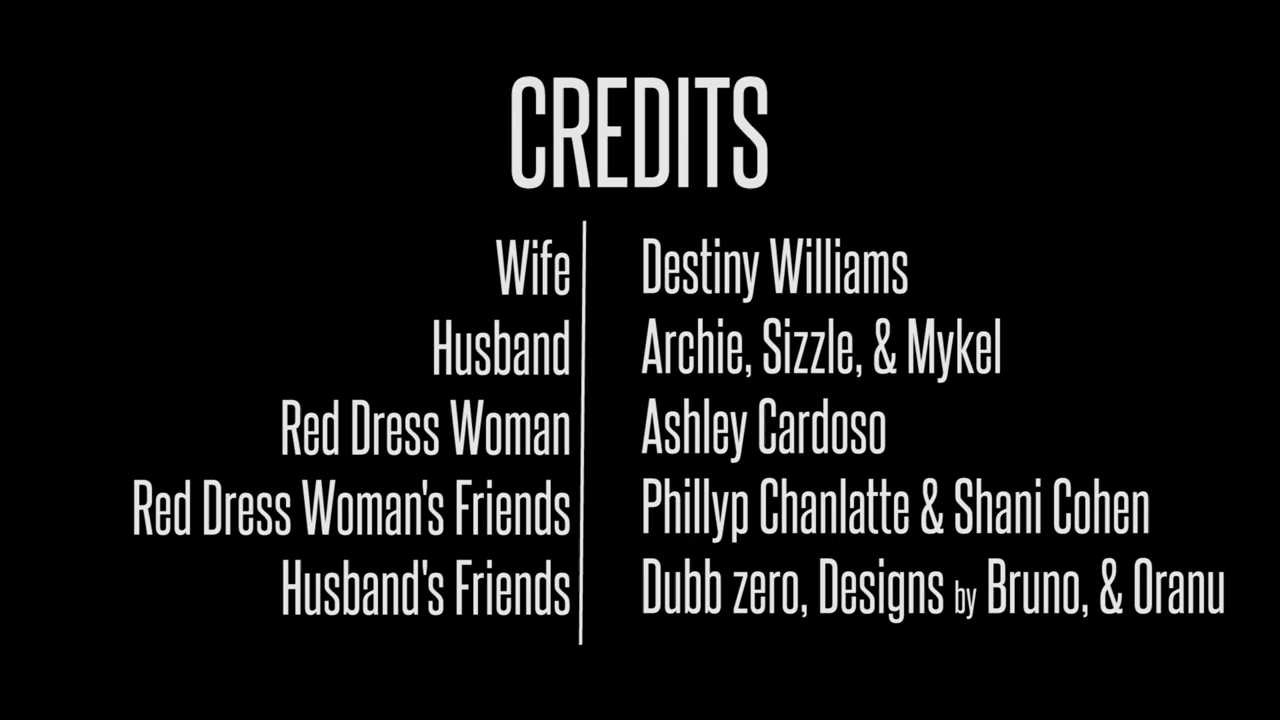 CREDITS
Wife Destiny Williams
Husband Archie, Sizzle, & Mykel
Red Dress Woman Ashley Cardoso
Red Dress Woman's Friends Phillyp Chanlatte & Shani Cohen
Husband's Friends Dubb zero, Designs by Bruno, & Oranu